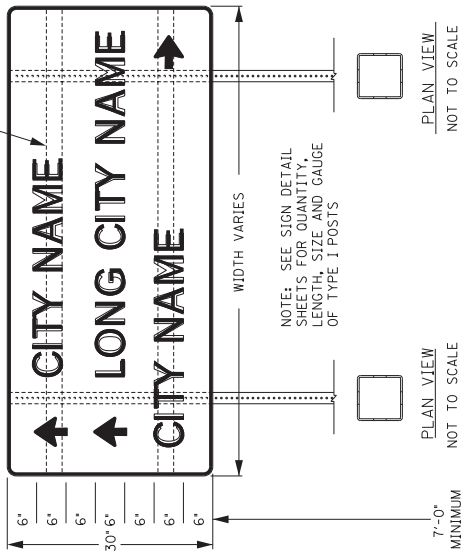 CITY NAME
LONG CITY NAME
CITY NAME
6"
6"
6"
30" 6"
6"
6"
6"
WIDTH VARIES
NOTE: SEE SIGN DETAIL
SHEETS FOR QUANTITY,
LENGTH, SIZE AND GAUGE
OF TYPE I POSTS
7'-0"
MINIMUM
PLAN VIEW
NOT TO SCALE
PLAN VIEW
NOT TO SCALE